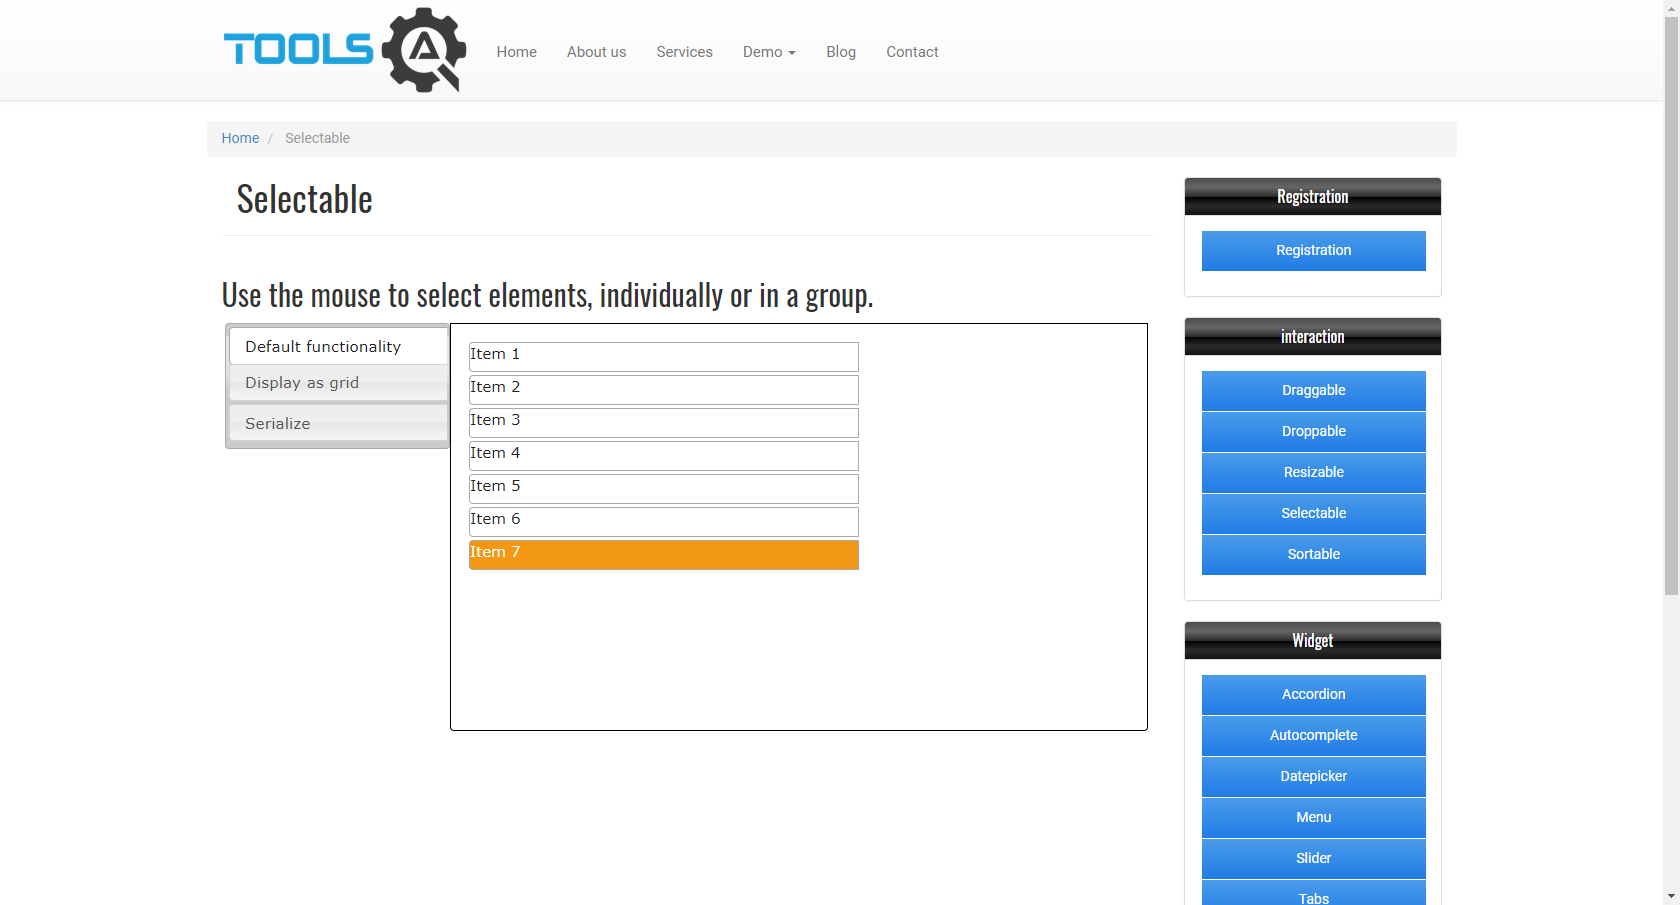 TOOLS QA
Home About us Services Demo Blog Contact
Home / Selectable
Selectable
Use the mouse to select elements, individually or in a group.
Default functionality
Display as grid
Serialize
Item 1
Item 2
Item 3
Item 4
Item 5
Item 6
Item 7
Registration
Registration
interaction
Draggable
Droppable
Resizable
Selectable
Sortable
Widget
Accordion
Autocomplete
Datepicker
Menu
Slider
Tabs